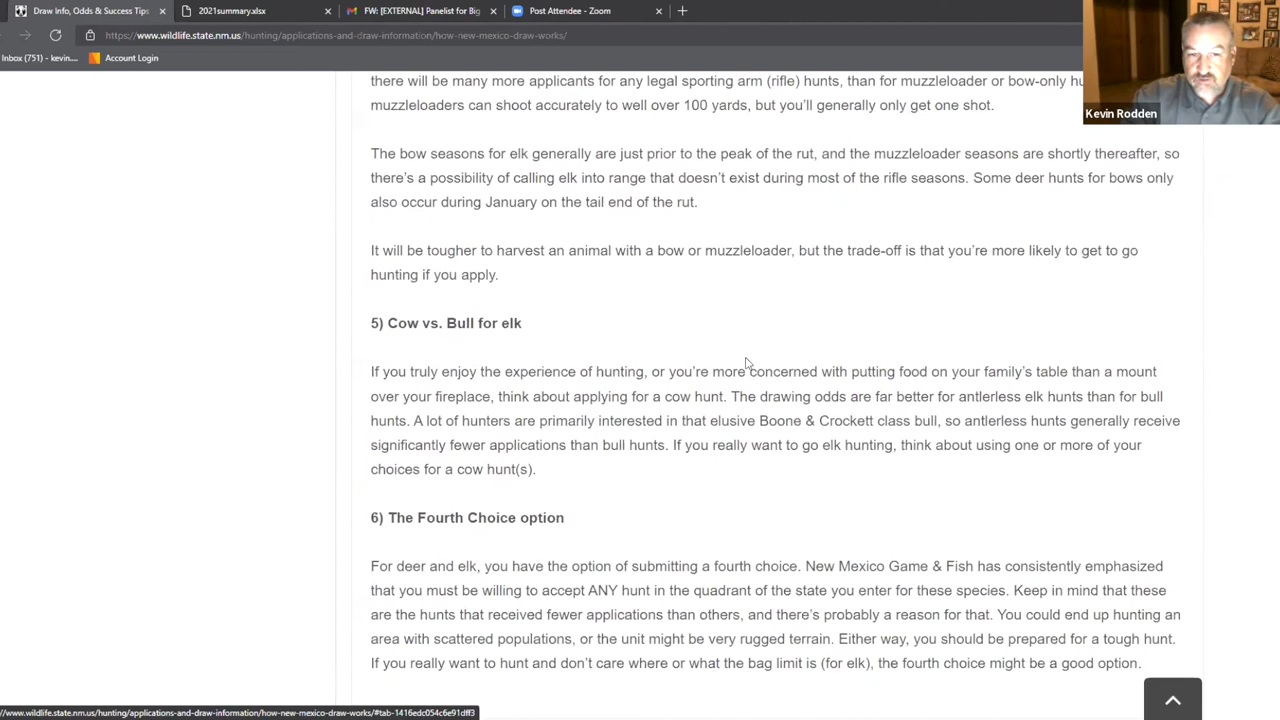 Draw Info, Odds & Success Tips
2021summary.xlsx
FW: [EXTERNAL] Panelist for Big
Post Attendee - Zoom
https://www.wildlife.state.nm.us/hunting/applications-and-draw-information/how-new-mexico-draw-works/
Inbox (751) - kevin....
Account Login
Kevin Rodden
there will be many more applicants for any legal sporting arm (rifle) hunts, than for muzzleloader or bow-only hu
muzzleloaders can shoot accurately to well over 100 yards, but you'll generally only get one shot.
The bow seasons for elk generally are just prior to the peak of the rut, and the muzzleloader seasons are shortly thereafter, so
there's a possibility of calling elk into range that doesn't exist during most of the rifle seasons. Some deer hunts for bows only
also occur during January on the tail end of the rut.
It will be tougher to harvest an animal with a bow or muzzleloader, but the trade-off is that you're more likely to get to go
hunting if you apply.
5) Cow vs. Bull for elk
If you truly enjoy the experience of hunting, or you're more concerned with putting food on your family's table than a mount
over your fireplace, think about applying for a cow hunt. The drawing odds are far better for antlerless elk hunts than for bull
hunts. A lot of hunters are primarily interested in that elusive Boone & Crockett class bull, so antlerless hunts generally receive
significantly fewer applications than bull hunts. If you really want to go elk hunting, think about using one or more of your
choices for a cow hunt(s).
6) The Fourth Choice option
For deer and elk, you have the option of submitting a fourth choice. New Mexico Game & Fish has consistently emphasized
that you must be willing to accept ANY hunt in the quadrant of the state you enter for these species. Keep in mind that these
are the hunts that received fewer applications than others, and there's probably a reason for that. You could end up hunting an
area with scattered populations, or the unit might be very rugged terrain. Either way, you should be prepared for a tough hunt.
If you really want to hunt and don't care where or what the bag limit is (for elk), the fourth choice might be a good option.
//www.wildlife.state.nm.us/hunting/applications-and-draw-information/how-new-mexico-draw-works/#tab-1416edc054c6e91dff3